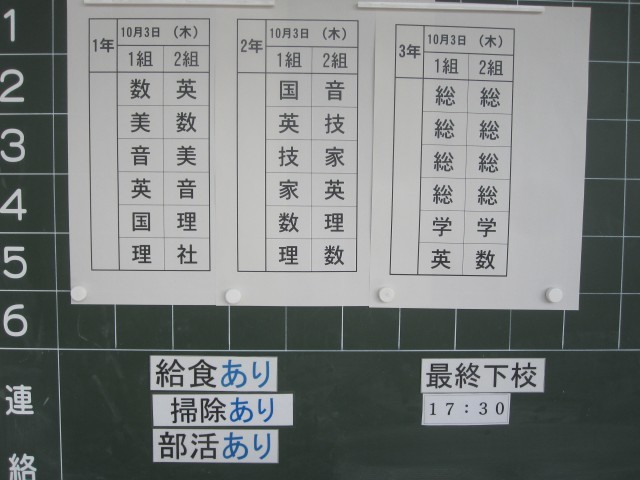 1
2
3
4
5
6
連
絡
1年 10月3日 (木)
1組 2組
数 英
美 数
音 美
英 音
国 理
理 社
2年 10月3日 (木)
1組 2組
国 音
英 技
技 家
家 英
数 理
理 数
3年 10月3日 (木)
1組 2組
総 総
総 総
総 総
総 総
学 学
英 数
給食あり
掃除あり
部活あり
最終下校
17:30